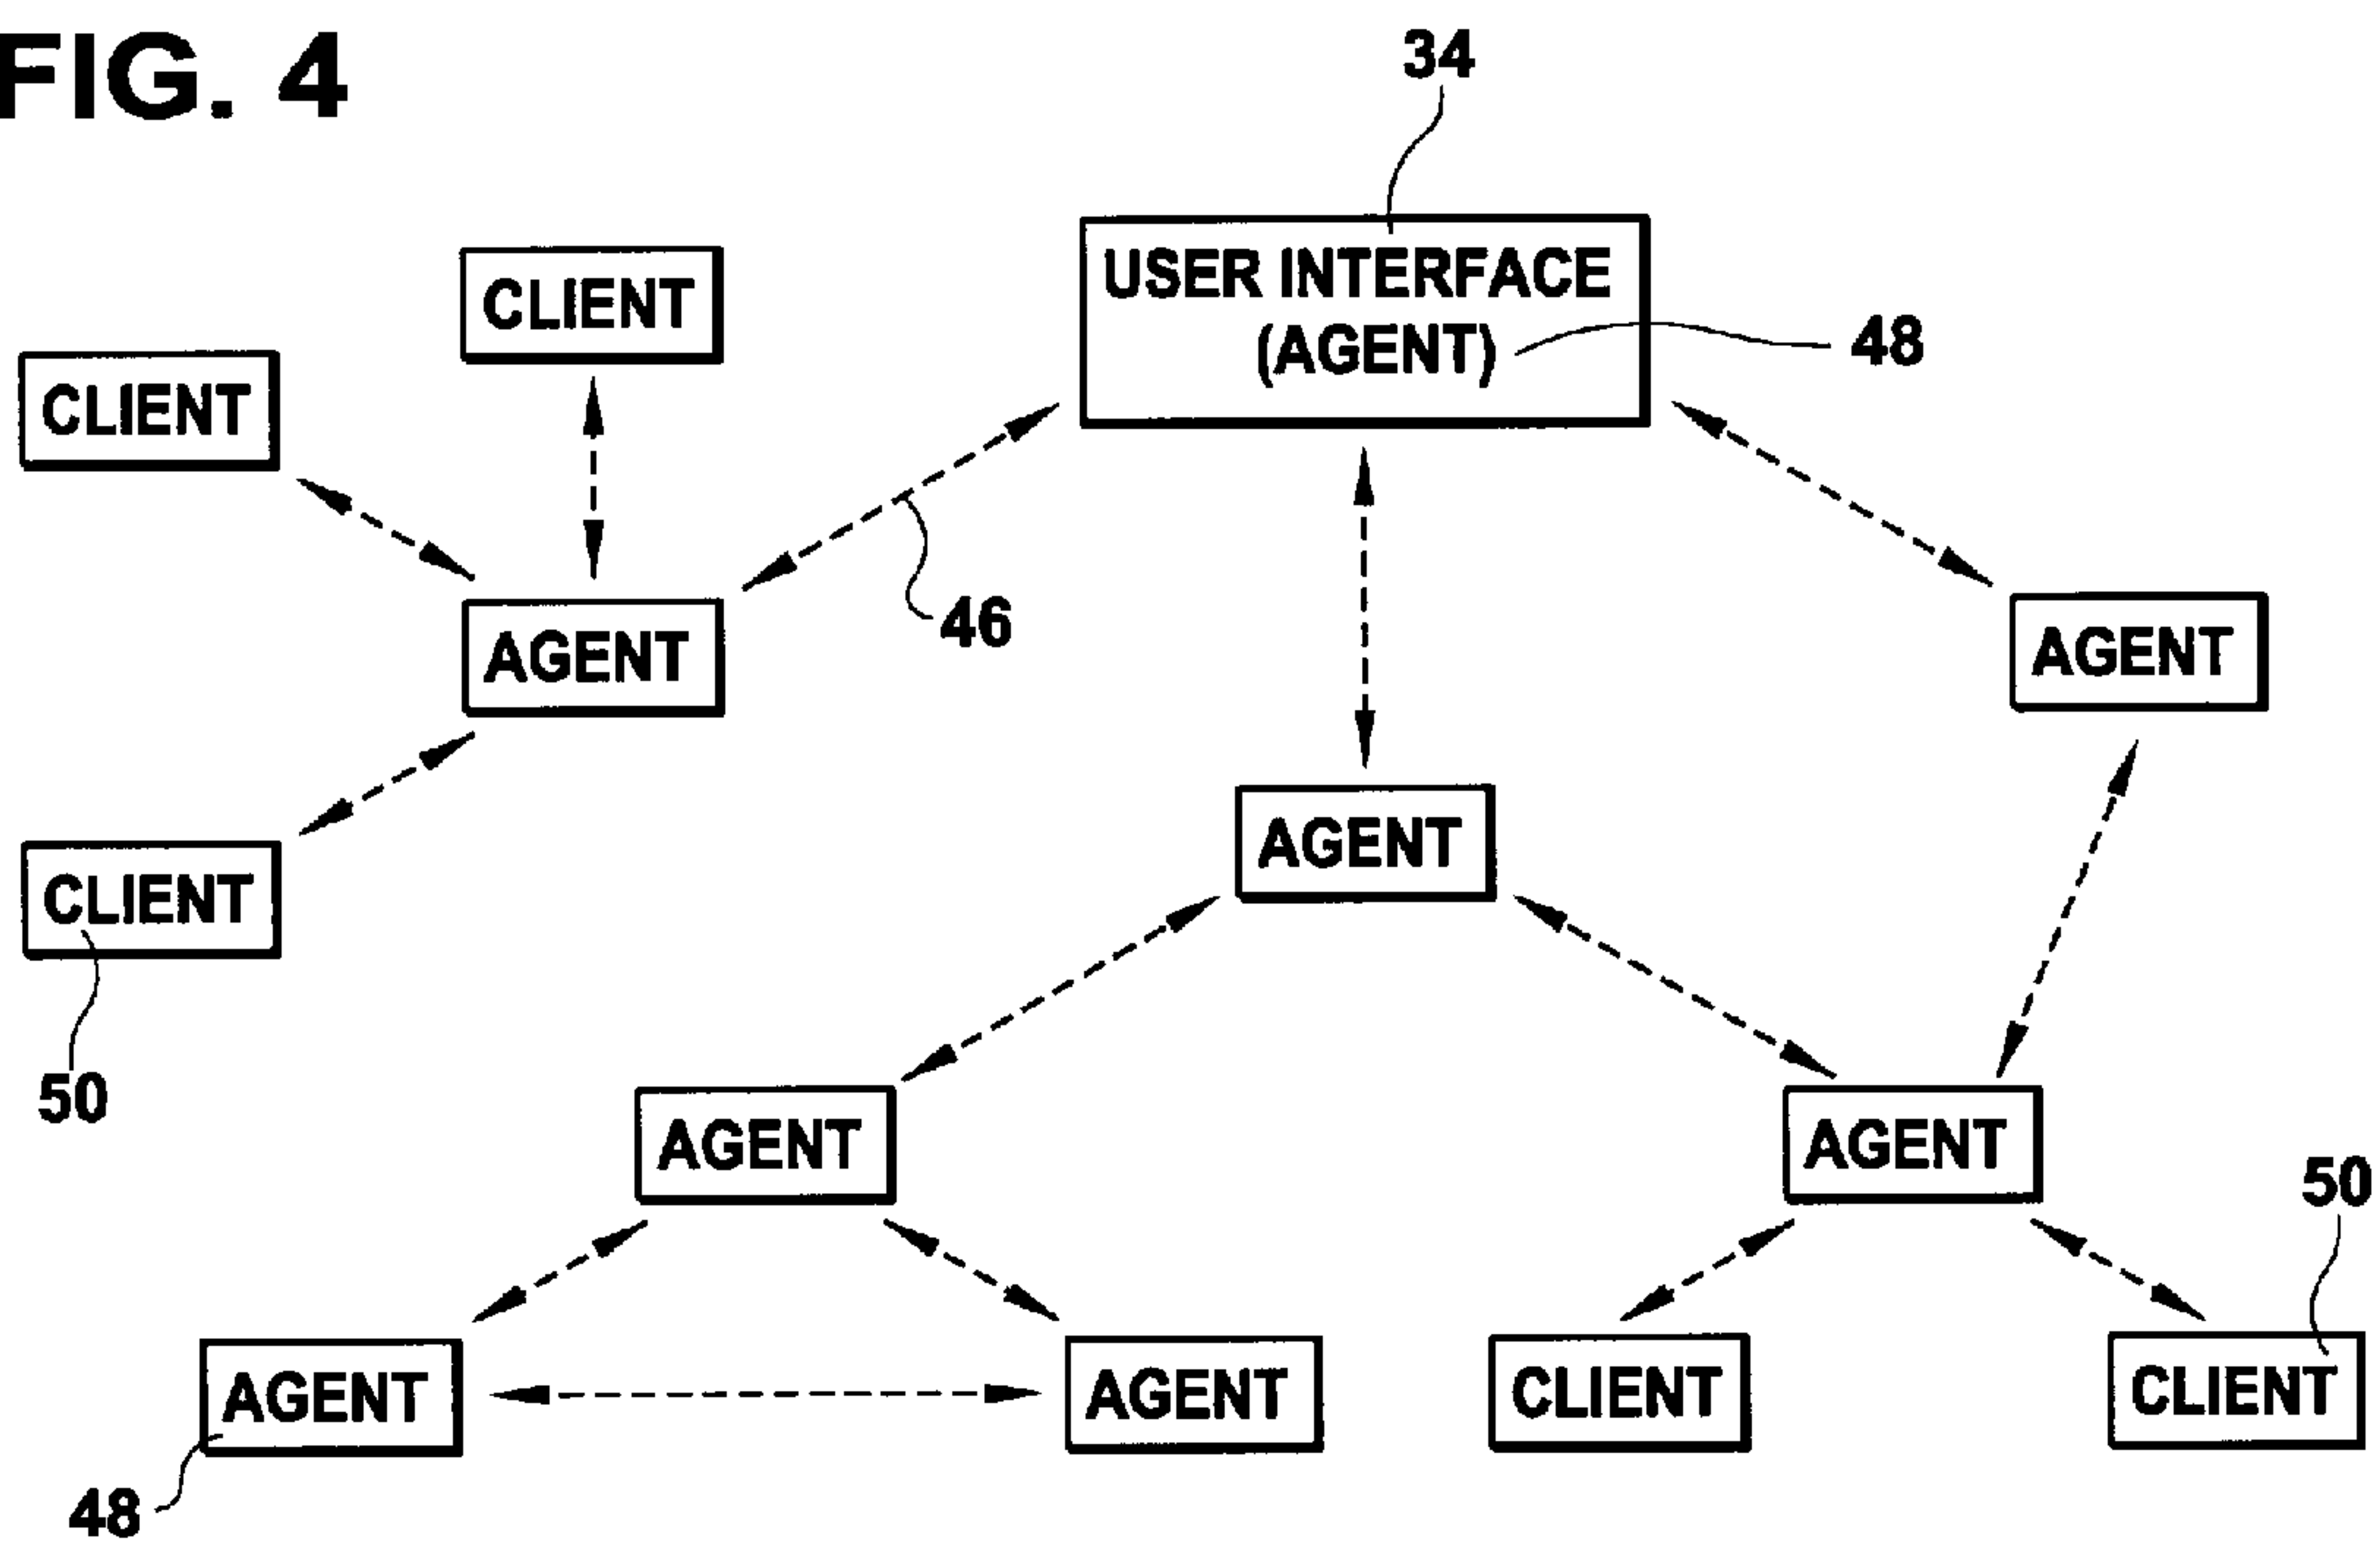 FIG. 4
34
USER INTERFACE
(AGENT)
48
CLIENT
CLIENT
46
AGENT
AGENT
AGENT
CLIENT
50
AGENT
AGENT
50
AGENT
AGENT
CLIENT
CLIENT
48